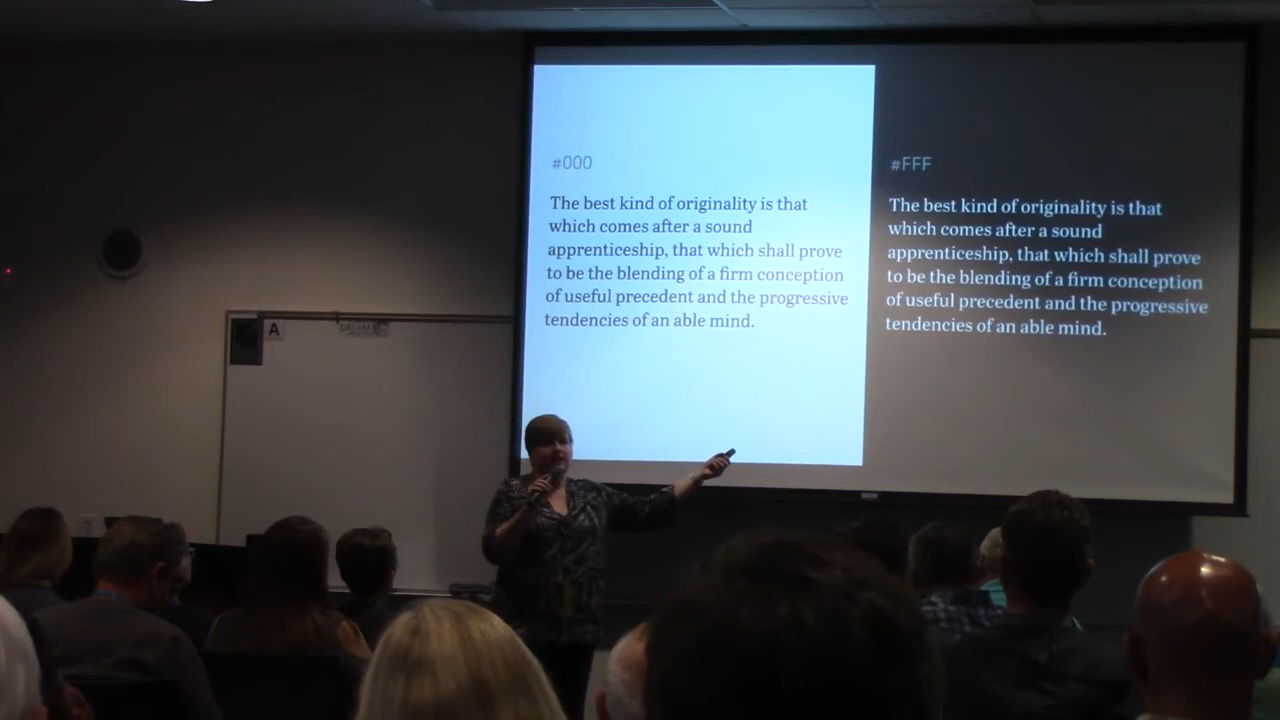 #000
The best kind of originality is that
which comes after a sound
apprenticeship, that which shall prove
to be the blending of a firm conception
of useful precedent and the progressive
tendencies of an able mind.
#FFF
The best kind of originality is that
which comes after a sound
apprenticeship, that which shall prove
to be the blending of a firm conception
of useful precedent and the progressive
tendencies of an able mind.
A
DREAM